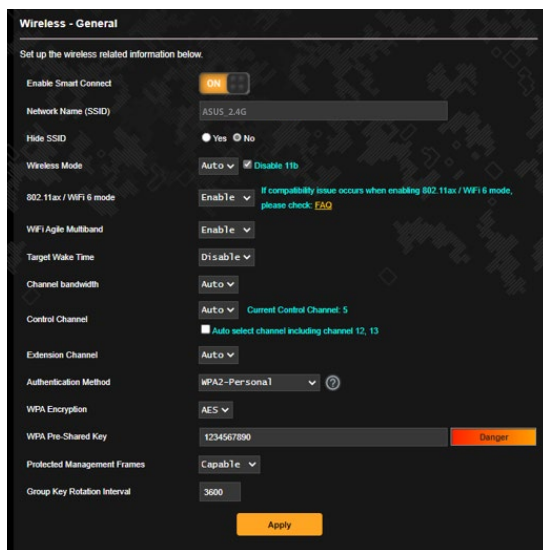 Wireless - General
Set up the wireless related information below.
Enable Smart Connect ON
Network Name (SSID) ASUS_2.4G
Hide SSID Yes No
Wireless Mode Auto Disable 11b
802.11ax / WiFi 6 mode Enable If compatibility issue occurs when enabling 802.11ax / WiFi 6 mode,
please check: FAQ
WiFi Agile Multiband Enable
Target Wake Time Disable
Channel bandwidth Auto
Control Channel Auto Current Control Channel: 5
Auto select channel including channel 12, 13
Extension Channel Auto
Authentication Method WPA2-Personal ?
WPA Encryption AES
WPA Pre-Shared Key 1234567890 Danger
Protected Management Frames Capable
Group Key Rotation Interval 3600
Apply